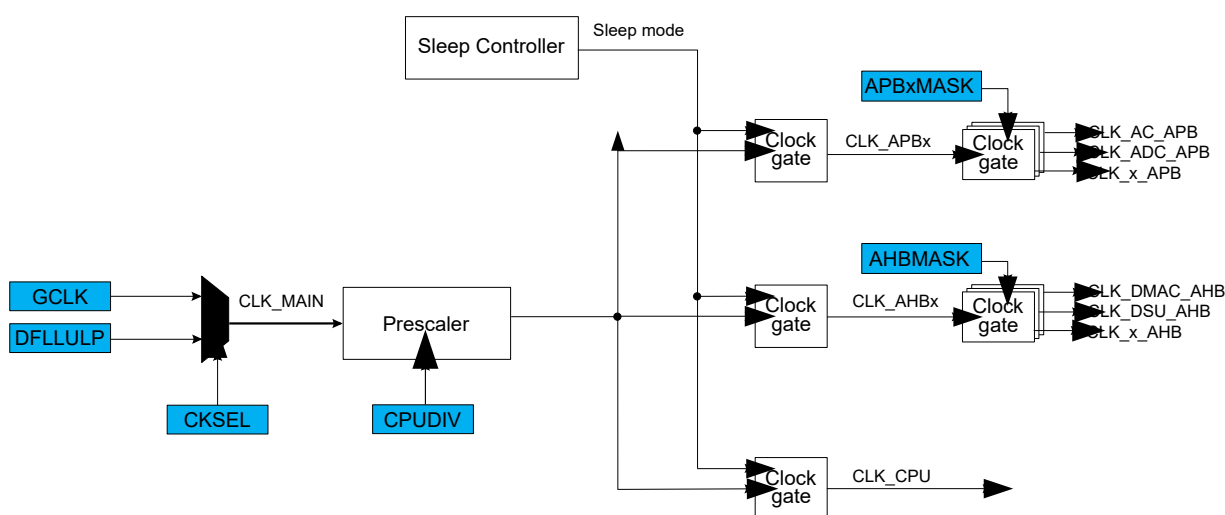 Sleep Controller
Sleep mode
APBxMASK
Clock
gate
CLK_APBx
Clock
gate
CLK_AC_APB
CLK_ADC_APB
CLK_x_APB
AHBMASK
GCLK
DFLLULP
CLK_MAIN
Prescaler
Clock
gate
CLK_AHBx
Clock
gate
CLK_DMAC_AHB
CLK_DSU_AHB
CLK_x_AHB
CKSEL
CPUDIV
Clock
gate
CLK_CPU